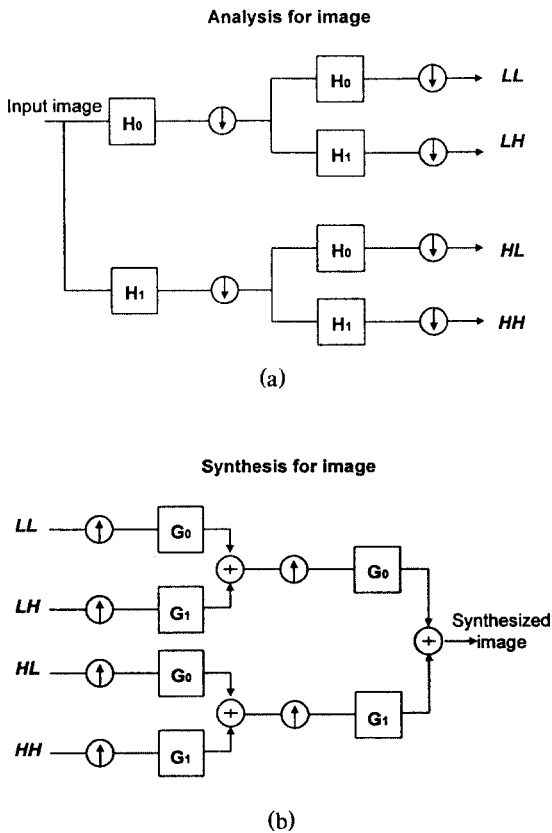 Analysis for image
Input image
H0
H0
LL
H1
LH
H1
H0
HL
H1
HH
(a)
Synthesis for image
LL
G0
G0
LH
G1
Synthesized
image
HL
G0
G1
HH
G1
(b)